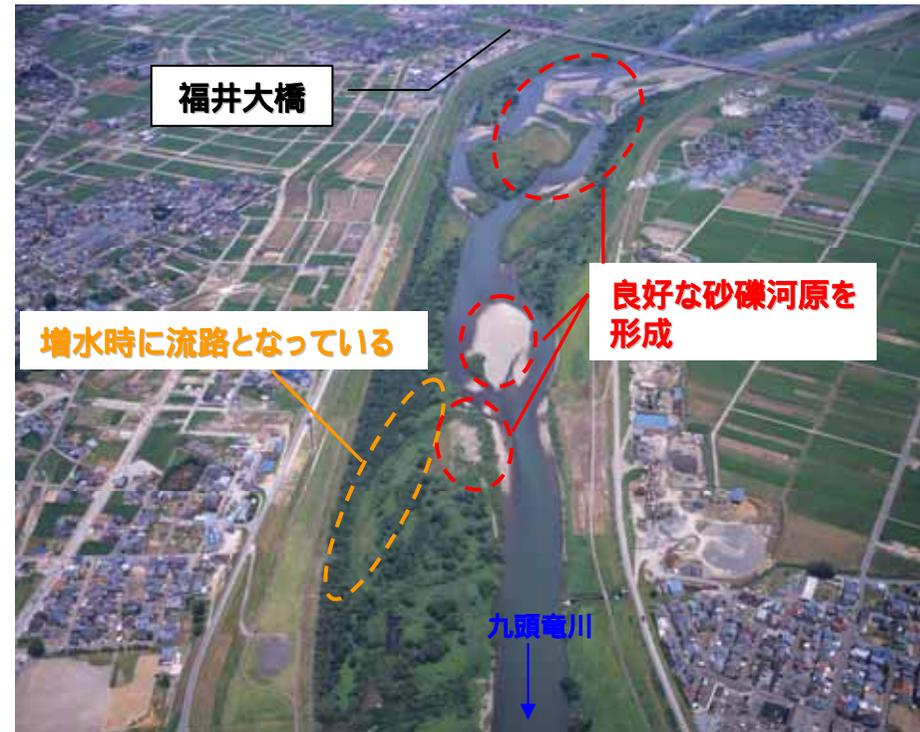 福井大橋
良好な砂礫河原を
形成
増水時に流路となっている
九頭竜川